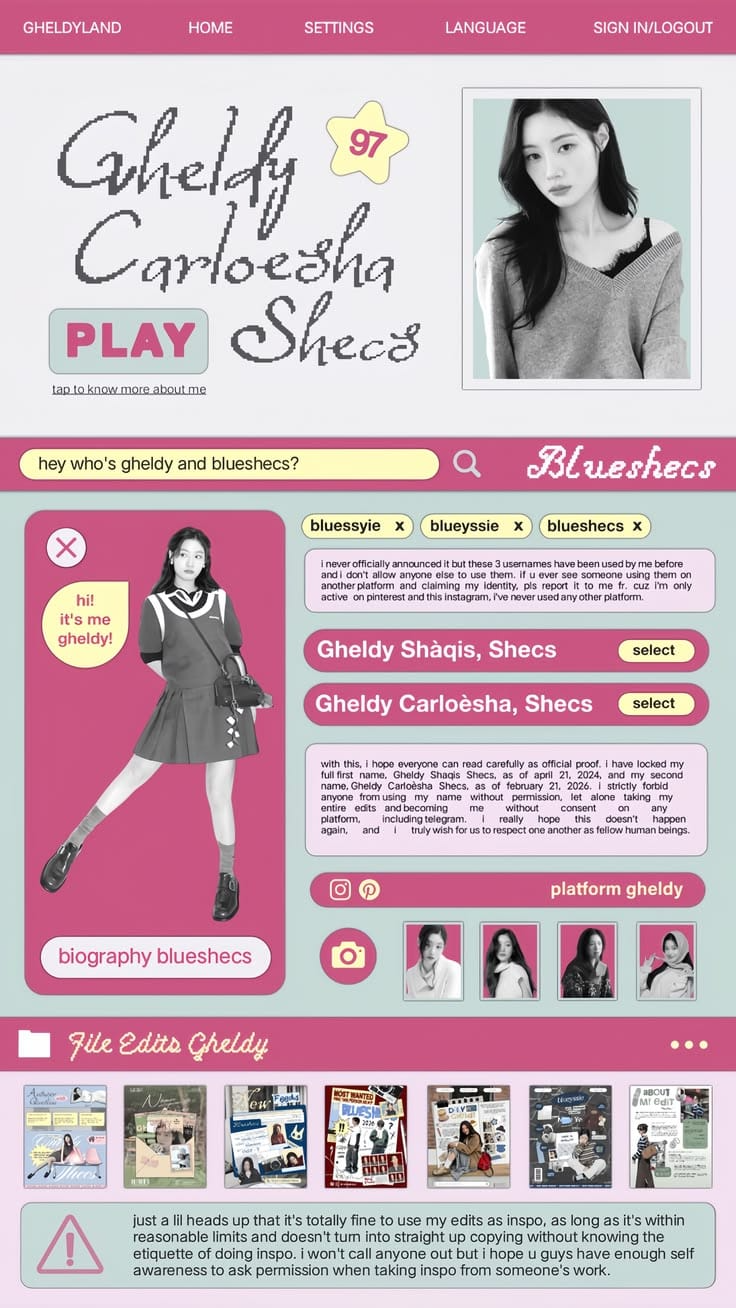 GHELDYLAND HOME SETTINGS LANGUAGE SIGN IN/LOGOUT
Gheldy
97
Carloesha
PLAY
Shecs
tap to know more about me
hey who's gheldy and blueshecs?
Blueshecs
hi!
it's me
gheldy!
biography blueshecs
bluessyie x
blueyssie x
blueshecs x
i never officially announced it but these 3 usernames have been used by me before
and i don't allow anyone else to use them. if u ever see someone using them on
another platform and claiming my identity, pls report it to me fr. cuz i'm only
active on pinterest and this instagram, i've never used any other platform.
Gheldy Shàqis, Shecs
select
Gheldy Carloèsha, Shecs
select
with this, i hope everyone can read carefully as official proof. i have locked my
full first name, Gheldy Shaqis Shecs, as of april 21, 2024, and my second
name, Gheldy Carloèsha Shecs, as of february 21, 2026. i strictly forbid
anyone from using my name without permission, let alone taking my
entire edits and becoming me without consent on any
platform, including telegram. i really hope this doesn't happen
again, and i truly wish for us to respect one another as fellow human beings.
platform gheldy
File Edits Gheldy
MOST WANTED
blueyssie
ABOUT
MI EDIT
just a lil heads up that it's totally fine to use my edits as inspo, as long as it's within
reasonable limits and doesn't turn into straight up copying without knowing the
etiquette of doing inspo. i won't call anyone out but i hope u guys have enough self
awareness to ask permission when taking inspo from someone's work.